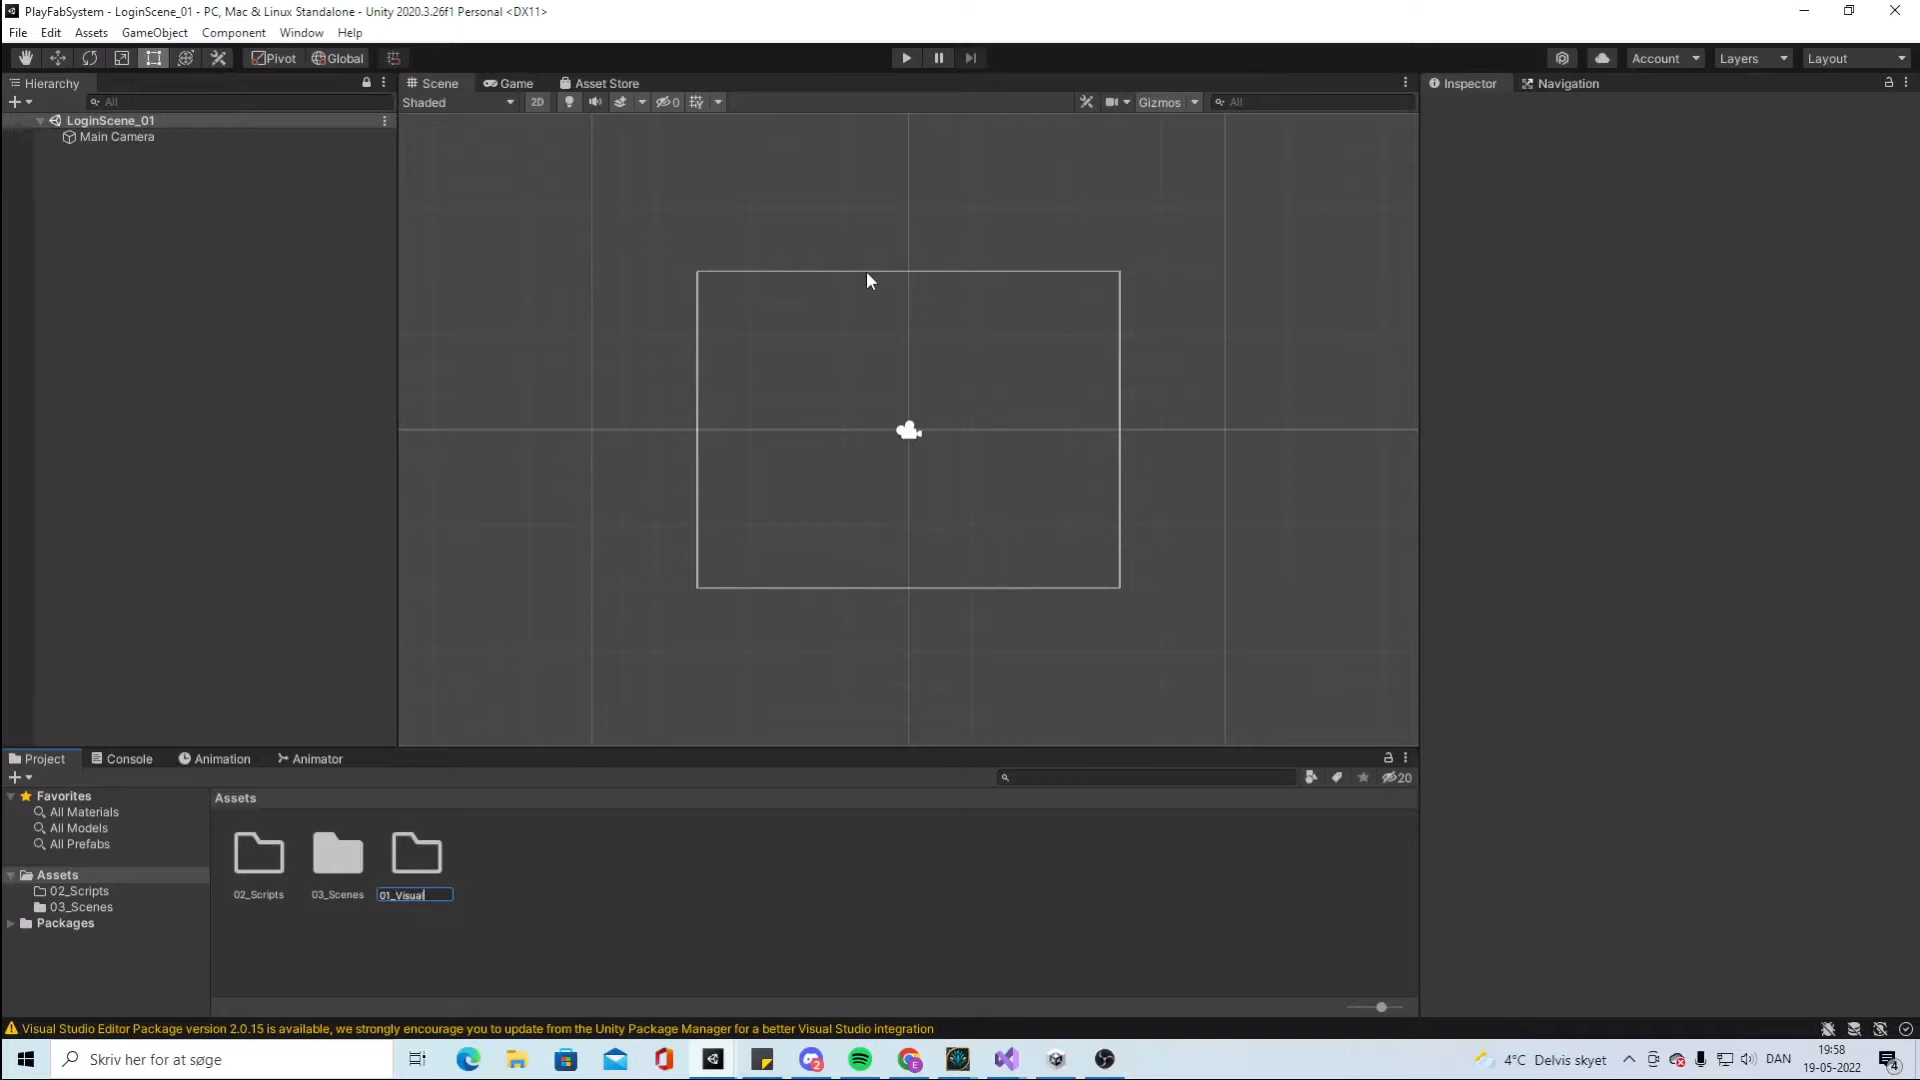 PlayFabSystem - LoginScene_01 - PC, Mac & Linux Standalone - Unity 2020.3.26f1 Personal <DX11>
File Edit Assets GameObject Component Window Help
Pivot Global Account Layers Layout
Hierarchy Scene Game Asset Store Inspector Navigation
All Shaded 2D 0 Gizmos All
LoginScene_01
Main Camera
Project Console Animation Animator
20
Favorites
All Materials
All Models
All Prefabs
Assets
02_Scripts
03_Scenes
Packages
Assets
02_Scripts 03_Scenes 01_Visual
Visual Studio Editor Package version 2.0.15 is available, we strongly encourage you to update from the Unity Package Manager for a better Visual Studio integration
Skriv her for at søge
2
E
4°C Delvis skyet
DAN
19:58
19-05-2022
4